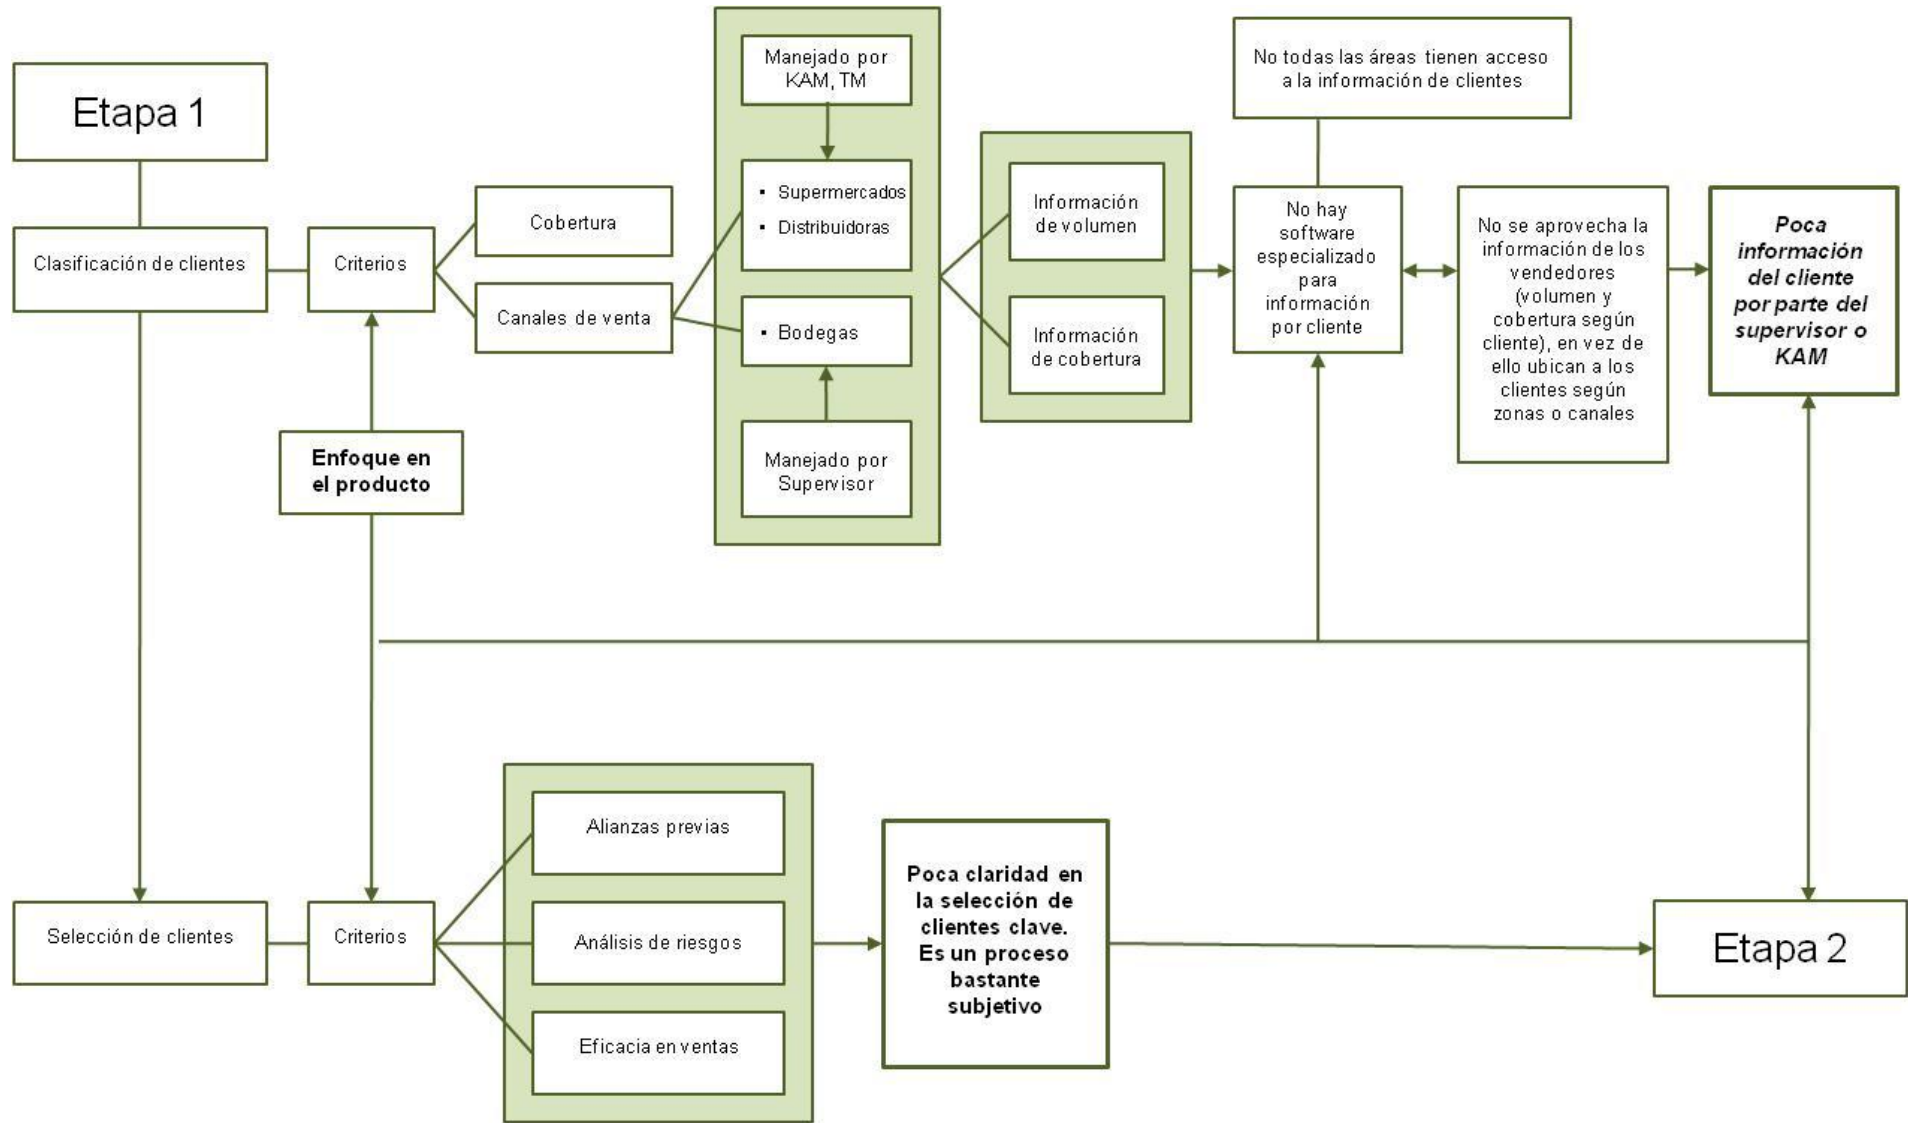 Etapa 1
Clasificación de clientes
Criterios
Cobertura
Canales de venta
Enfoque en
el producto
Manejado por
KAM, TM
▪ Supermercados
▪ Distribuidoras
▪ Bodegas
Manejado por
Supervisor
Información
de volumen
Información
de cobertura
No todas las áreas tienen acceso
a la información de clientes
No hay
software
especializado
para
información
por cliente
No se aprovecha la
información de los
vendedores
(volumen y
cobertura según
cliente), en vez de
ello ubican a los
clientes según
zonas o canales
Poca
información
del cliente
por parte del
supervisor o
KAM
Selección de clientes
Criterios
Alianzas previas
Análisis de riesgos
Eficacia en ventas
Poca claridad en
la selección de
clientes clave.
Es un proceso
bastante
subjetivo
Etapa 2